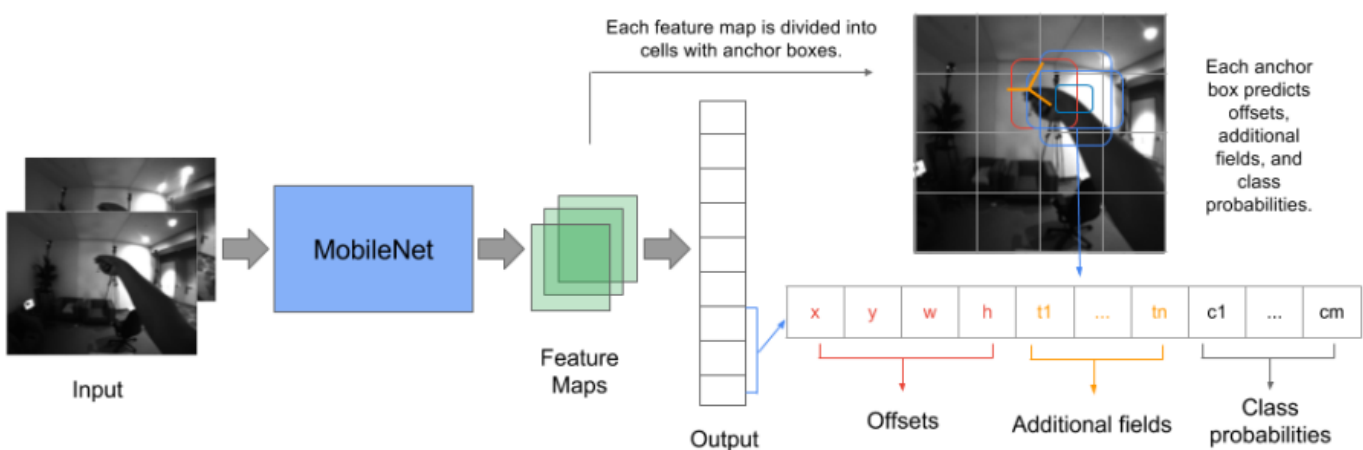 Each feature map is divided into
cells with anchor boxes.
Each anchor
box predicts
offsets,
additional
fields, and
class
probabilities.
MobileNet
Input
Feature
Maps
Output
x y w h t1 ... tn c1 ... cm
Offsets
Additional fields
Class
probabilities